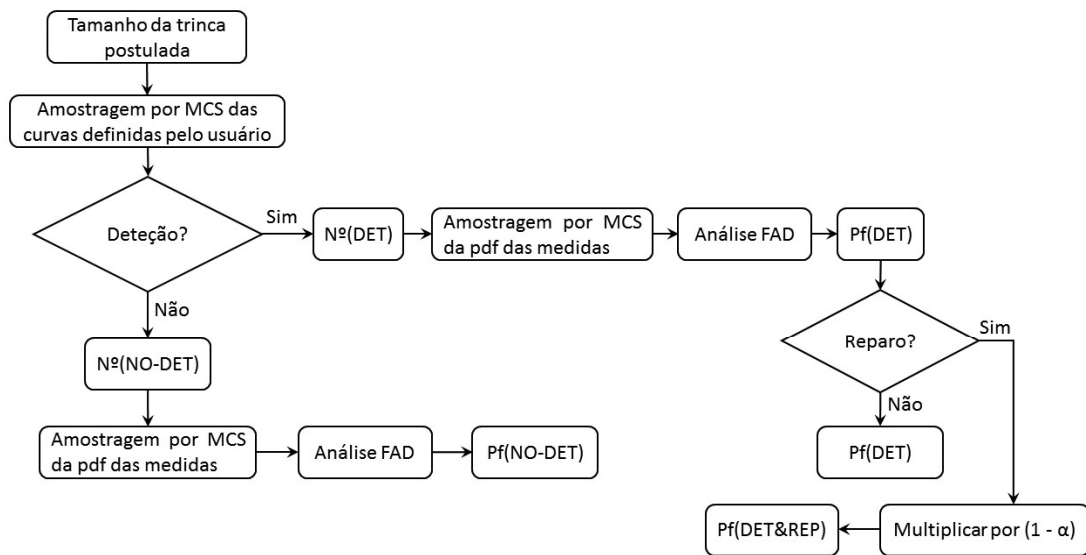 Tamanho da trinca
postulada
Amostragem por MCS das
curvas definidas pelo usuário
Deteção?
Sim
Nº(DET)
Amostragem por MCS
da pdf das medidas
Análise FAD
Pf(DET)
Não
Nº(NO-DET)
Amostragem por MCS
da pdf das medidas
Análise FAD
Pf(NO-DET)
Reparo?
Sim
Não
Pf(DET)
Multiplicar por (1 - α)
Pf(DET&REP)